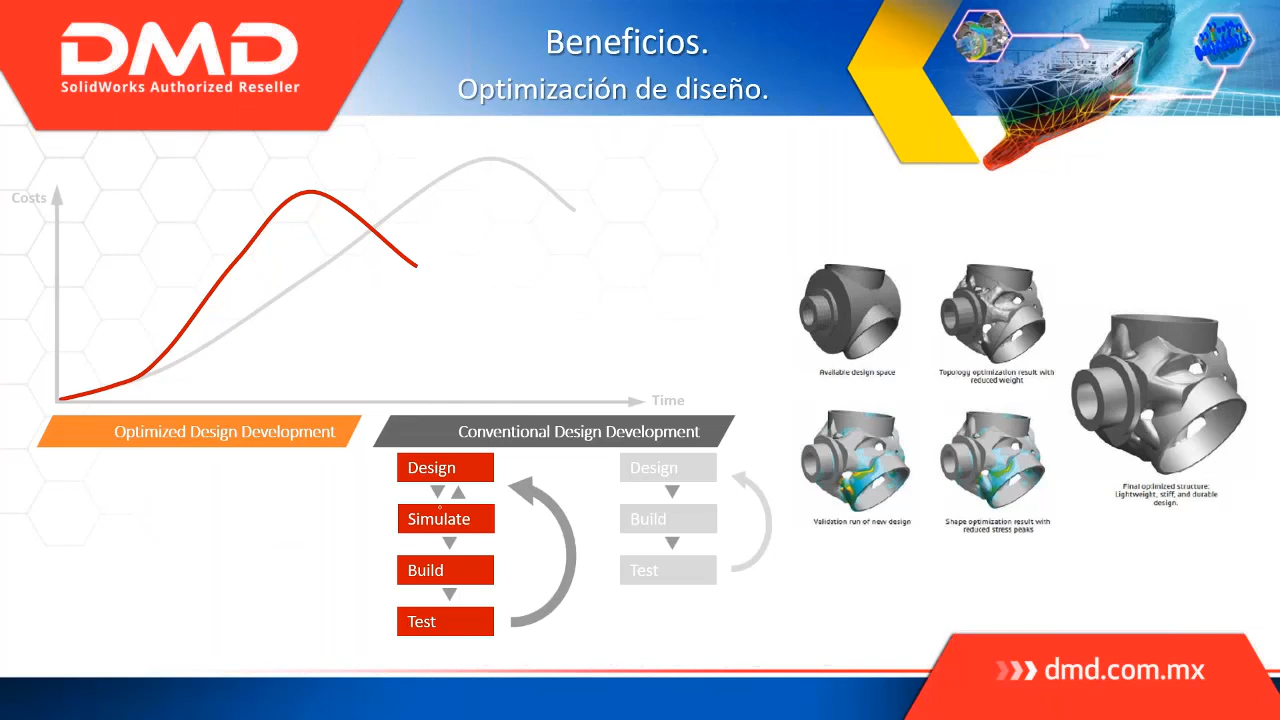 DMD
SolidWorks Authorized Reseller
Beneficios.
Optimización de diseño.
Costs
Time
Optimized Design Development
Conventional Design Development
Design
Simulate
Build
Test
Design
Build
Test
Available design space
Topology optimization result with
reduced weight
Validation run of new design
Shape optimization result with
reduced stress peaks
Final optimized structure:
Lightweight, stiff, and durable
design.
dmd.com.mx